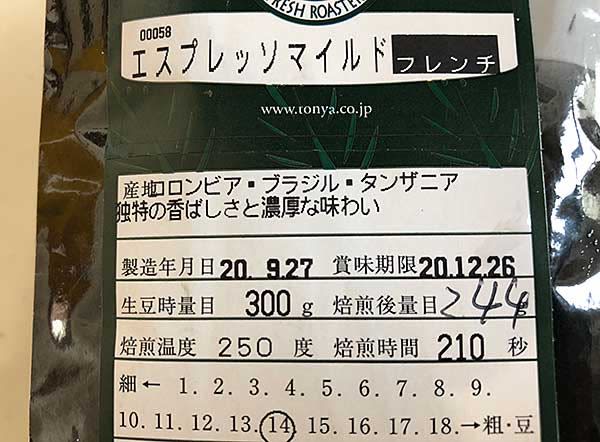 FRESH ROASTER
00058
エスプレッソマイルド フレンチ
www.tonya.co.jp
産地コロンビア・ブラジル・タンザニア
独特の香ばしさと濃厚な味わい
製造年月日 20. 9.27 賞味期限 20.12.26
生豆時量目 300 g 焙煎後量目 244 g
焙煎温度 250 度 焙煎時間 210 秒
細← 1. 2. 3. 4. 5. 6. 7. 8. 9.
10. 11. 12. 13. 14. 15. 16. 17. 18.→粗・豆